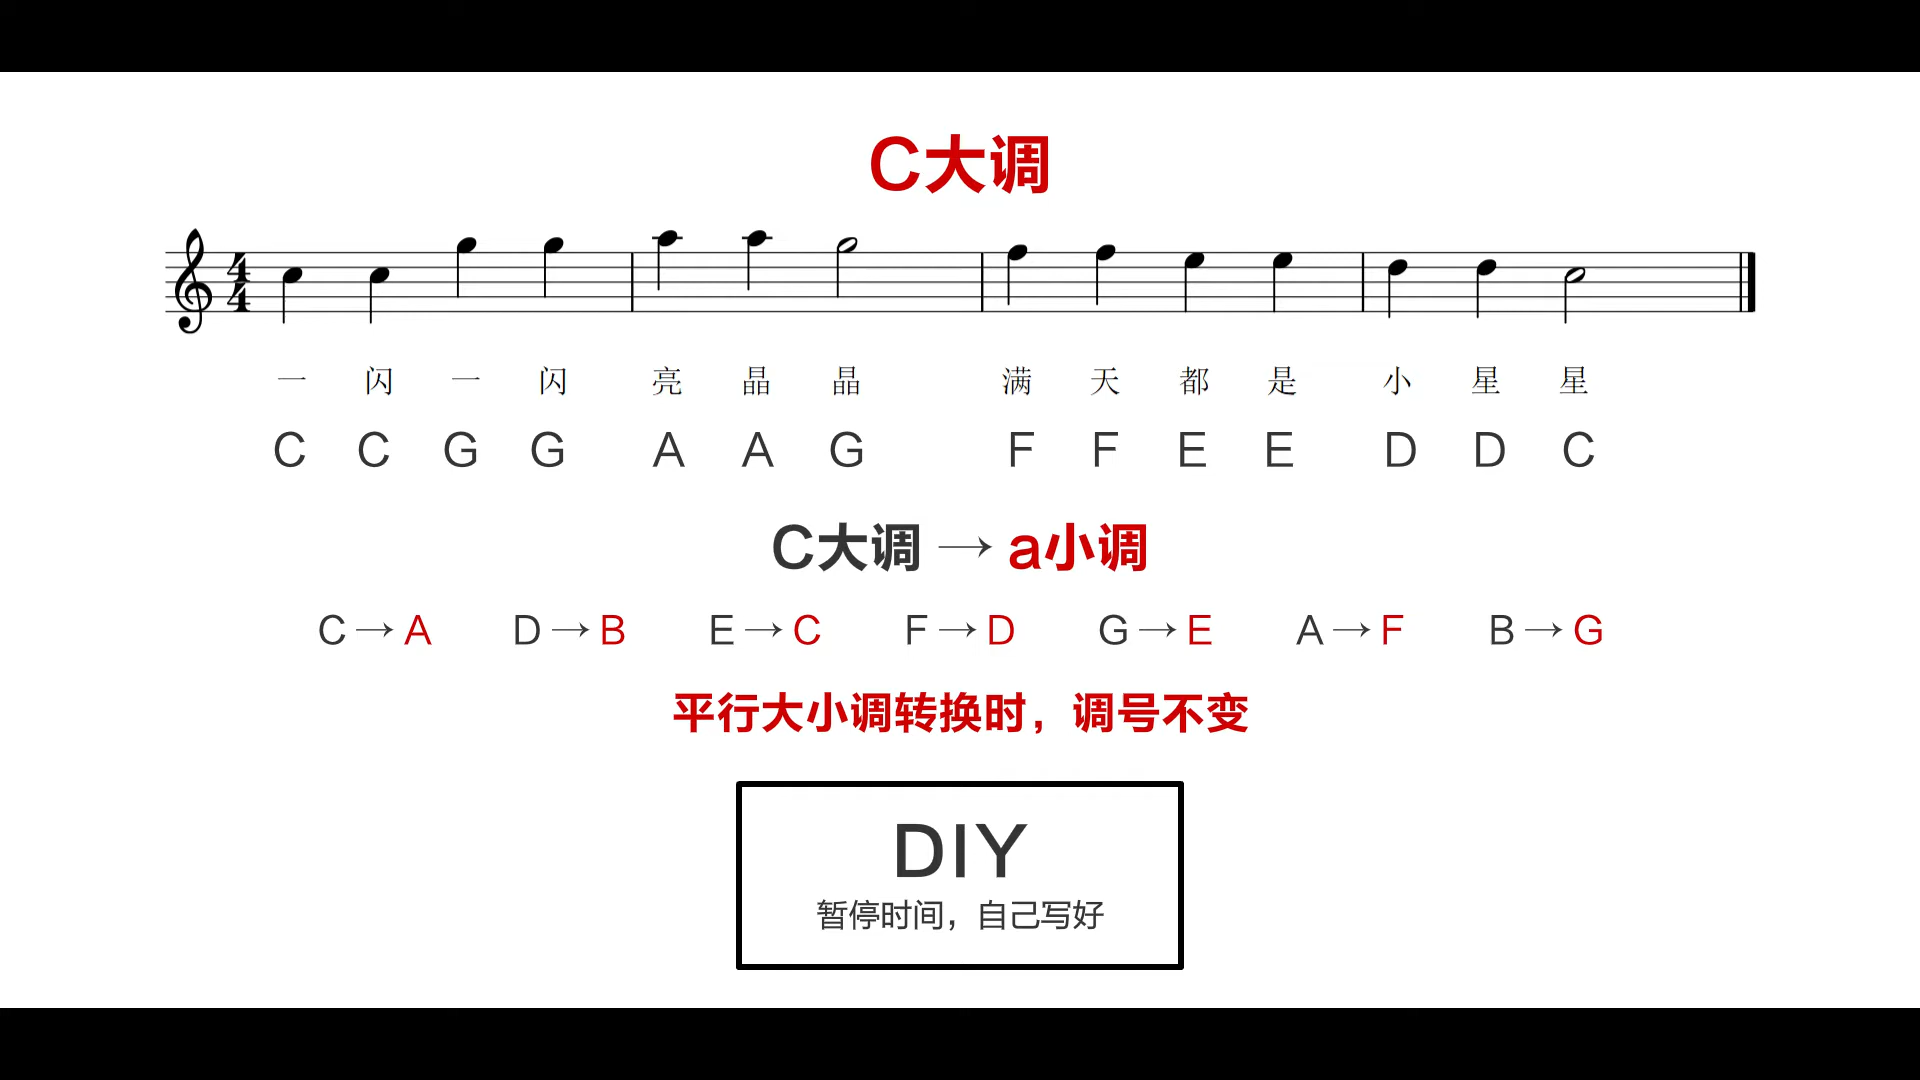 C大调
4
4
一 闪 一 闪 亮 晶 晶 满 天 都 是 小 星 星
C C G G A A G F F E E D D C
C大调→a小调
C→A D→B E→C F→D G→E A→F B→G
平行大小调转换时，调号不变
DIY
暂停时间，自己写好